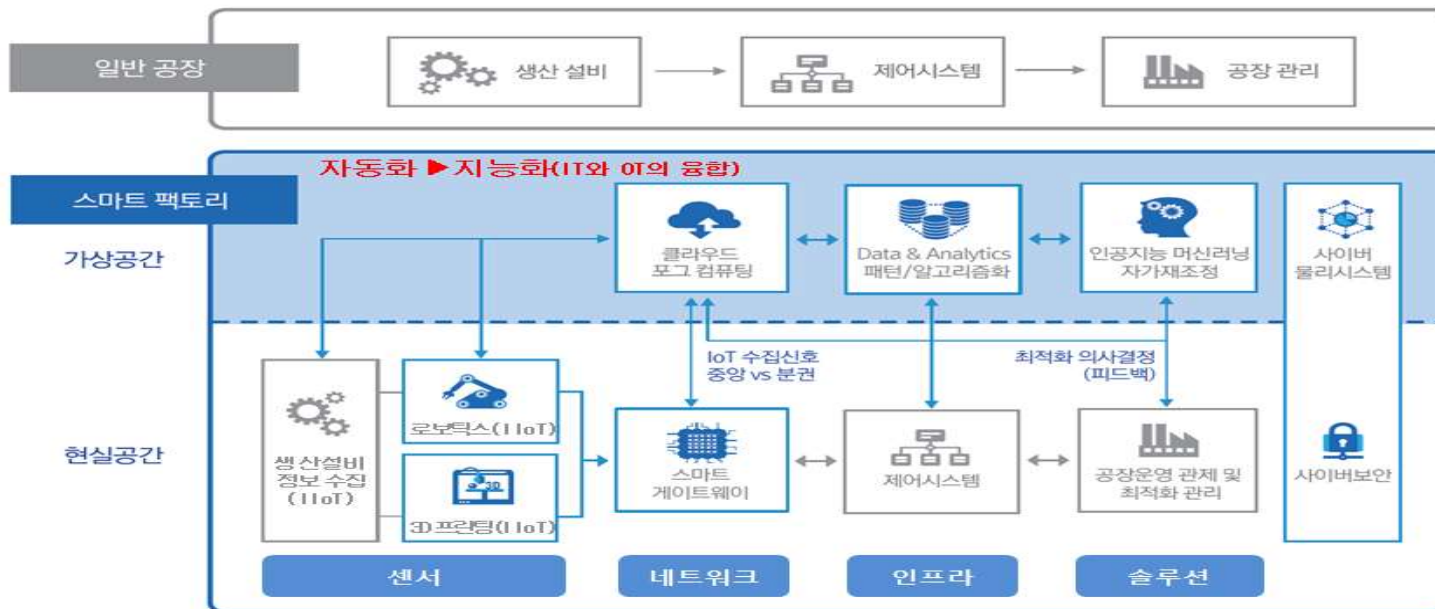 일반 공장
생산 설비
제어시스템
공장 관리
자동화 ▶지능화(IT와 OT의 융합)
스마트 팩토리
가상공간
클라우드
포그 컴퓨팅
Data & Analytics
패턴/알고리즘화
인공지능 머신러닝
자가재조정
사이버
물리시스템
IoT 수집신호
중앙 vs 분권
최적화 의사결정
(피드백)
현실공간
생산설비
정보 수집
(IIoT)
로보틱스(IIoT)
3D
3D프린팅(IIoT)
스마트
게이트웨이
제어시스템
공장운영 관제 및
최적화 관리
사이버보안
센서
네트워크
인프라
솔루션